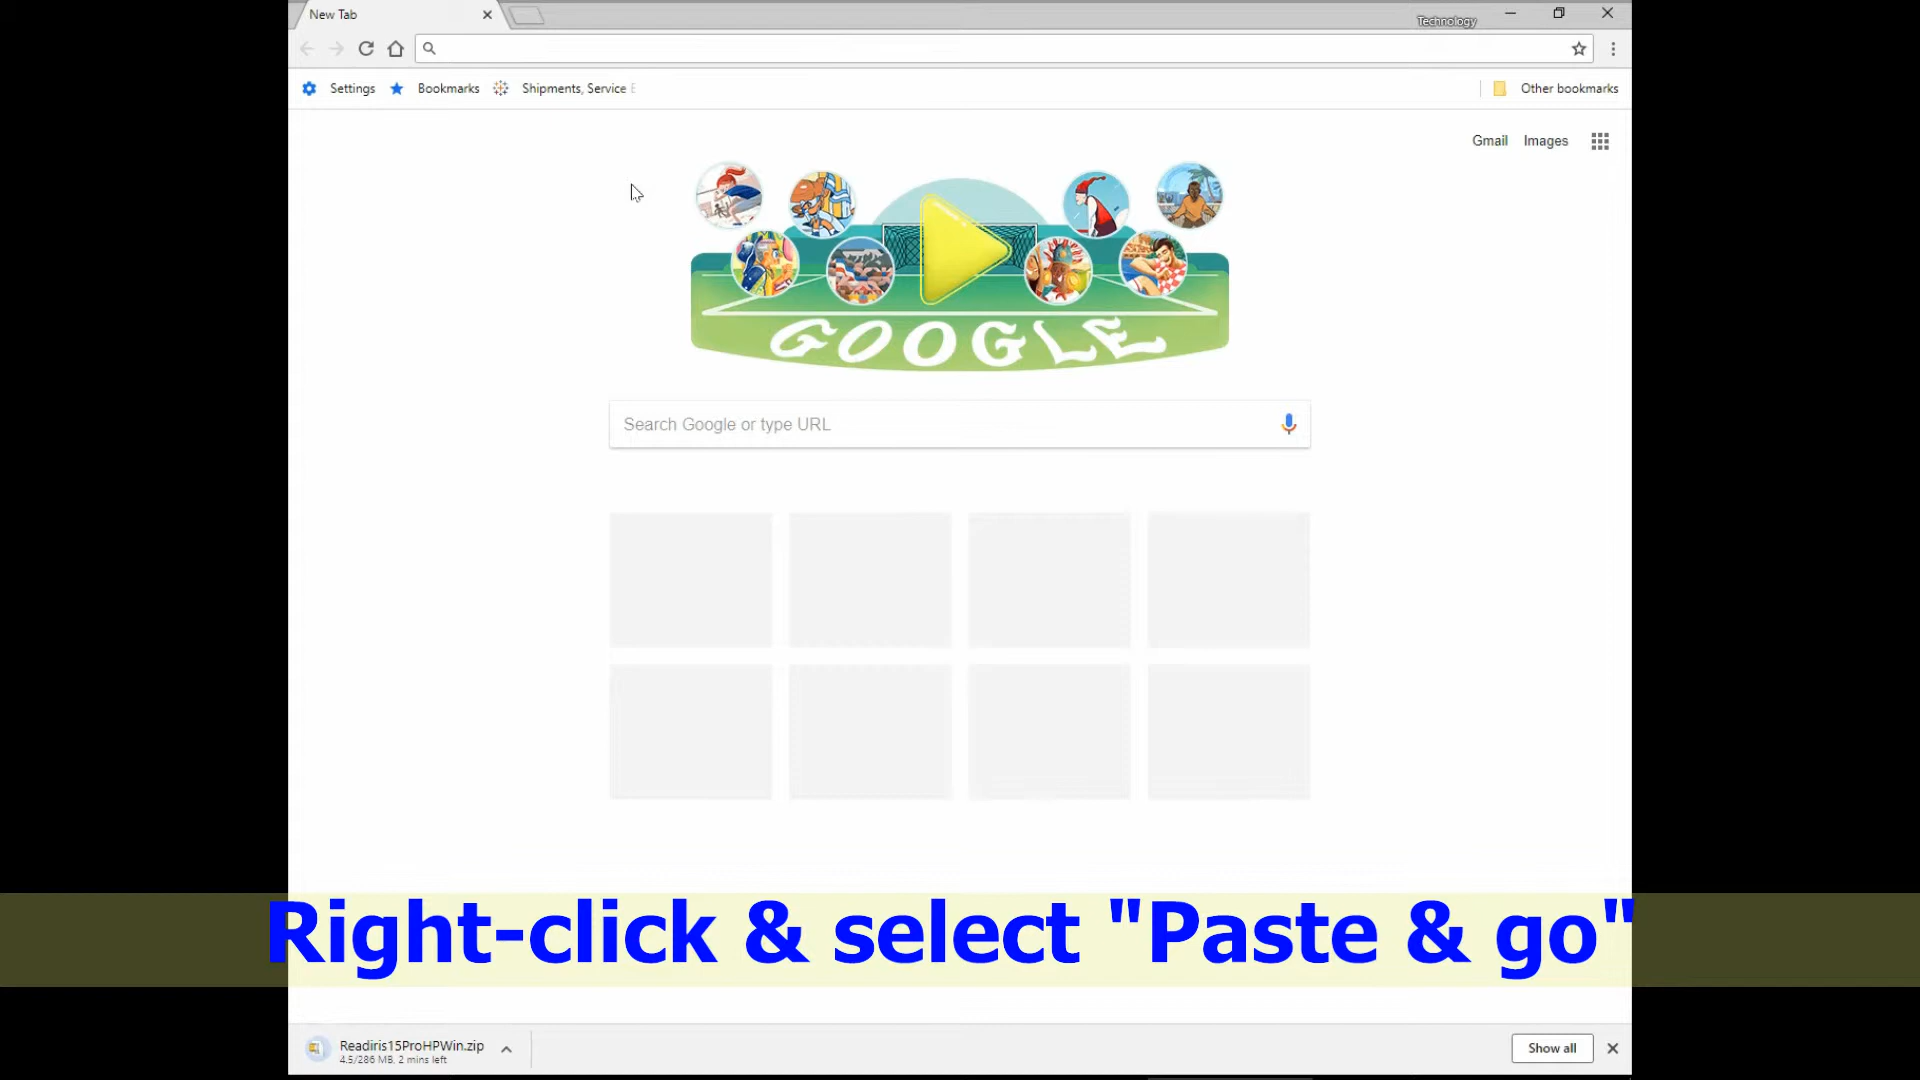 New Tab
Technology
Settings
Bookmarks
Shipments, Service
Other bookmarks
Gmail
Images
GOOGLE
Search Google or type URL
Right-click & select "Paste & go"
Readiris15ProHPWin.zip
4.5/286 MB, 2 mins left
Show all